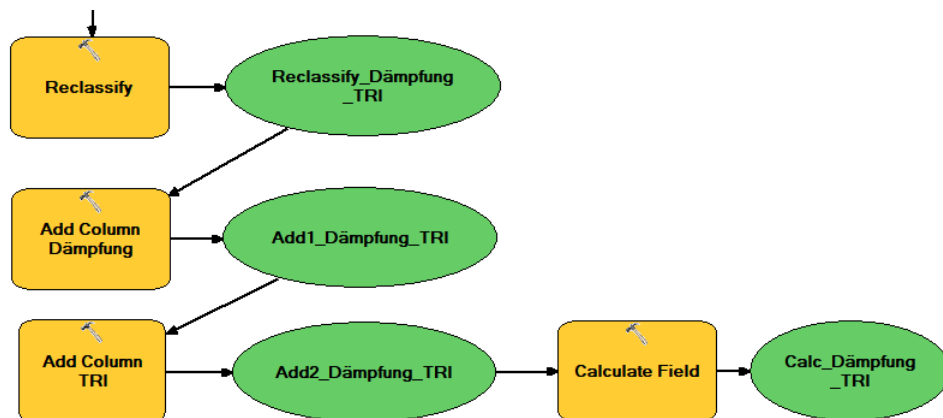 Reclassify
Reclassify_Dämpfung
_TRI
Add Column
Dämpfung
Add1_Dämpfung_TRI
Add Column
TRI
Add2_Dämpfung_TRI
Calculate Field
Calc_Dämpfung
_TRI